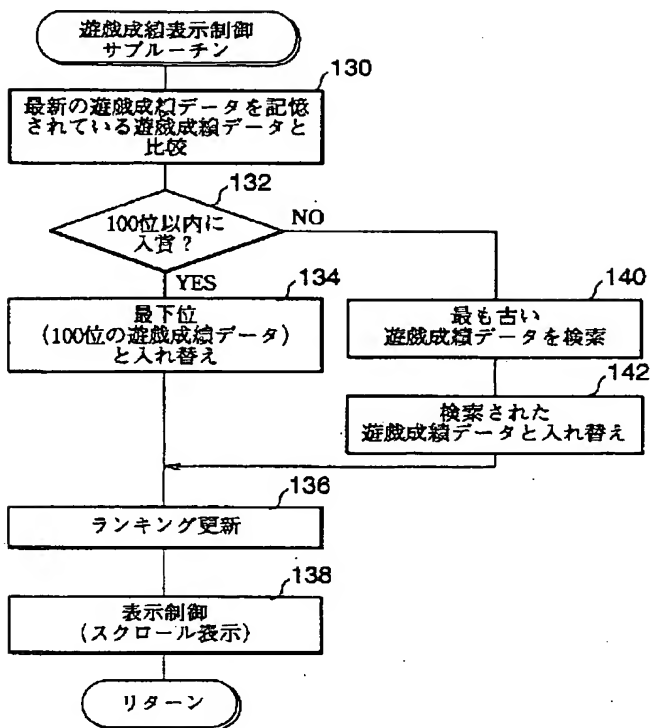 遊戯成績表示制御
サブルーチン
130
最新の遊戯成績データを記憶
されている遊戯成績データと
比較
132
100位以内に
入賞?
NO
YES
134
最下位
(100位の遊戯成績データ)
と入れ替え
140
最も古い
遊戯成績データを検索
142
検索された
遊戯成績データと入れ替え
136
ランキング更新
138
表示制御
(スクロール表示)
リターン